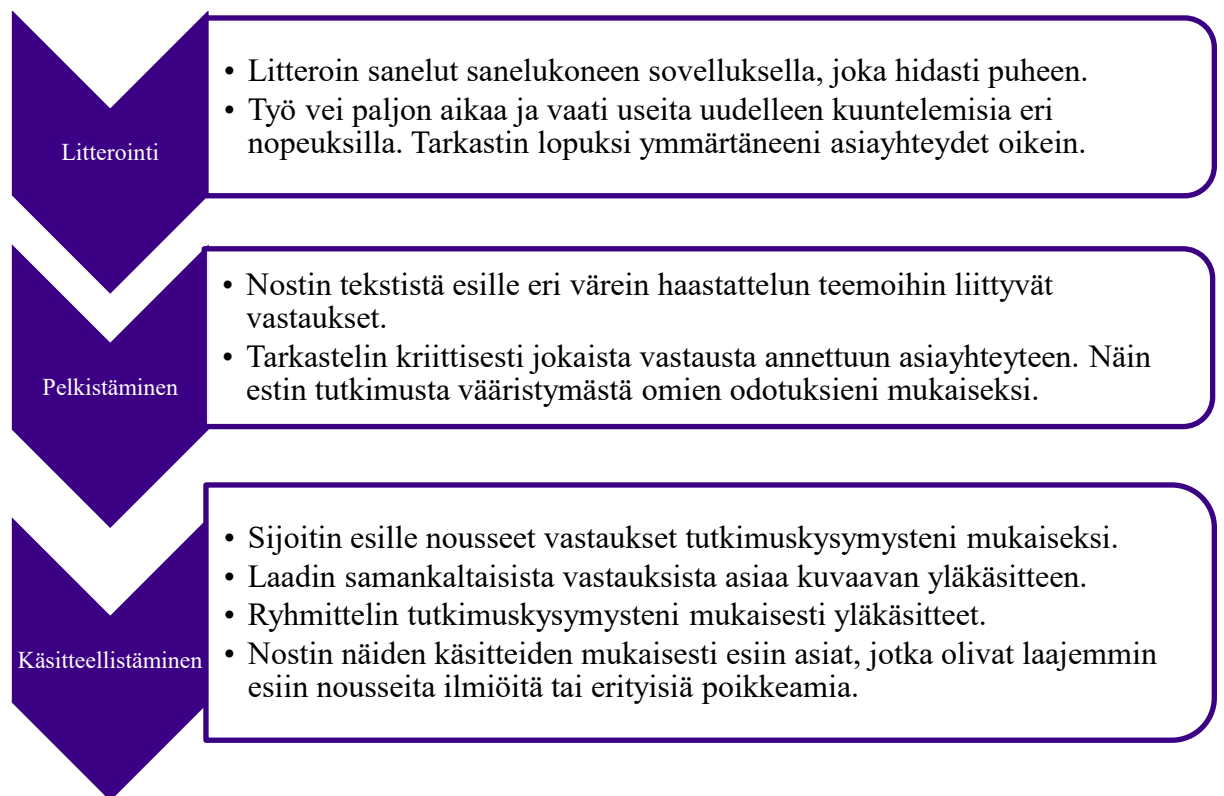 Litterointi
• Litteroin sanelut sanelukoneen sovelluksella, joka hidasti puheen.
• Työ vei paljon aikaa ja vaati useita uudelleen kuuntelemisia eri
nopeuksilla. Tarkastin lopuksi ymmärtäneeni asiayhteydet oikein.
Pelkistäminen
• Nostin tekstistä esille eri värein haastattelun teemoihin liittyvät
vastaukset.
• Tarkastelin kriittisesti jokaista vastausta annettuun asiayhteyteen. Näin
estin tutkimusta vääristymästä omien odotuksieni mukaiseksi.
Käsitteellistäminen
• Sijoitin esille nousseet vastaukset tutkimuskysymysteni mukaiseksi.
• Laadin samankaltaisista vastauksista asiaa kuvaavan yläkäsitteen.
• Ryhmittelin tutkimuskysymysteni mukaisesti yläkäsitteet.
• Nostin näiden käsitteiden mukaisesti esiin asiat, jotka olivat laajemmin
esiin nousseita ilmiöitä tai erityisiä poikkeamia.